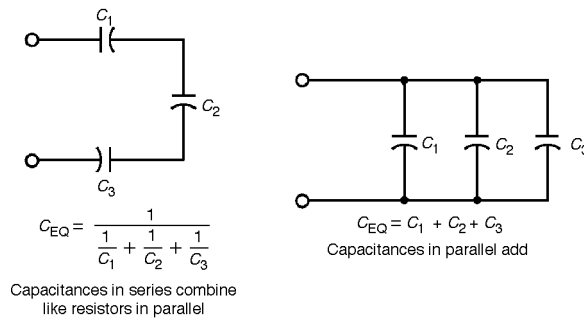 C1
C2
C3
CEQ = 1 / (1/C1 + 1/C2 + 1/C3)
Capacitances in series combine
like resistors in parallel
C1
C2
C3
CEQ = C1 + C2 + C3
Capacitances in parallel add